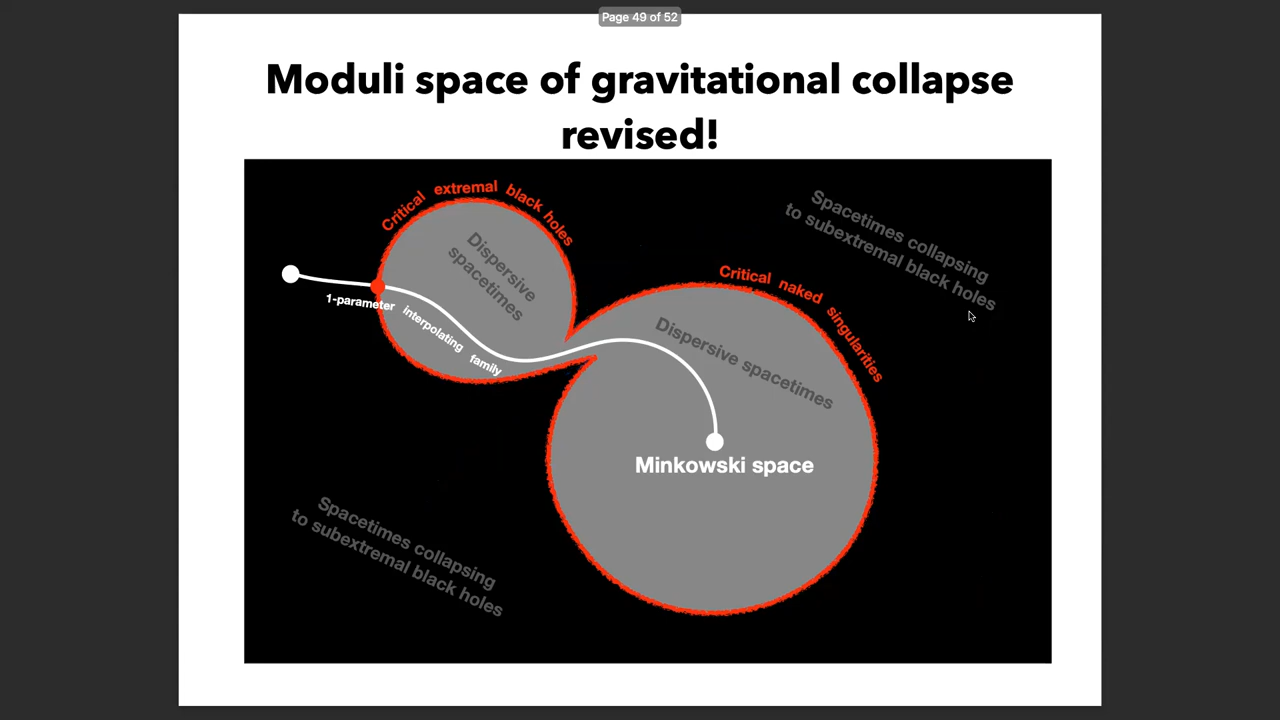 Page 49 of 52
Moduli space of gravitational collapse
revised!
Critical extremal black holes
Spacetimes collapsing
to subextremal black holes
Dispersive
spacetimes
Critical naked singularities
1-parameter interpolating family
Dispersive spacetimes
Minkowski space
Spacetimes collapsing
to subextremal black holes